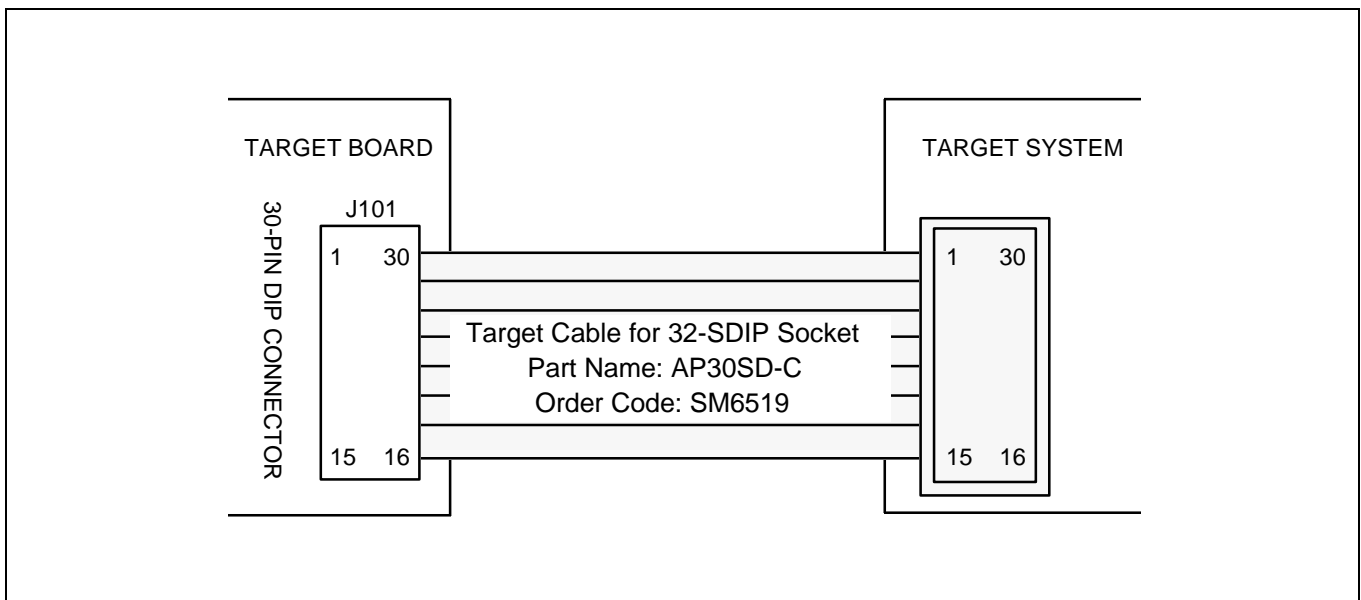 TARGET BOARD
30-PIN DIP CONNECTOR
J101
1 30
15 16
Target Cable for 32-SDIP Socket
Part Name: AP30SD-C
Order Code: SM6519
TARGET SYSTEM
1 30
15 16